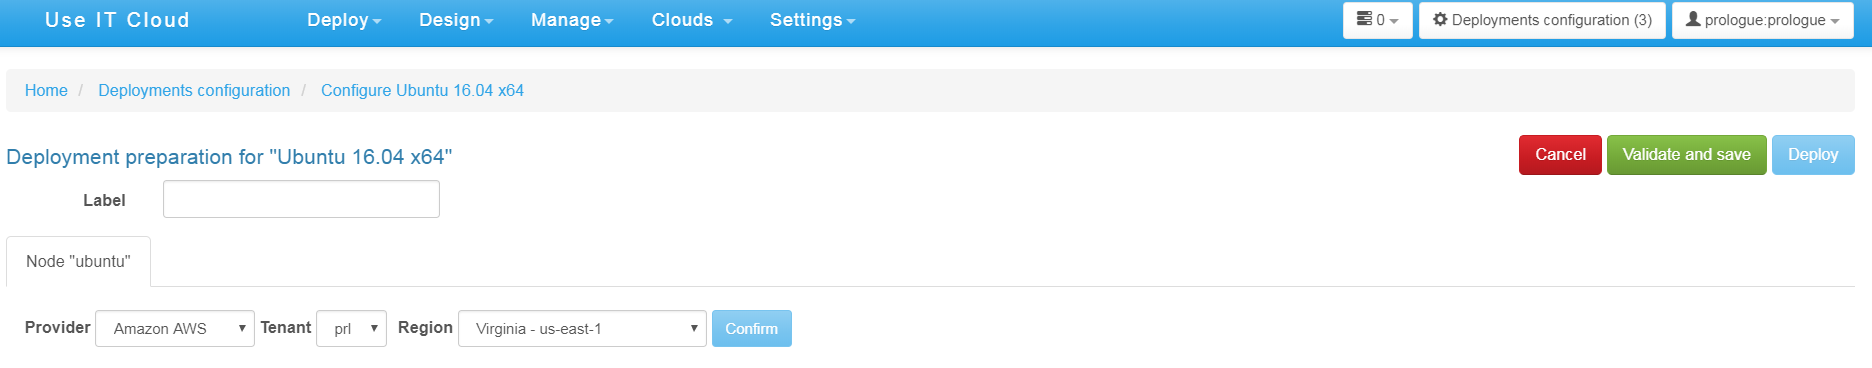 Use IT Cloud Deploy Design Manage Clouds Settings 0 Deployments configuration (3) prologue:prologue
Home / Deployments configuration / Configure Ubuntu 16.04 x64
Deployment preparation for "Ubuntu 16.04 x64" Cancel Validate and save Deploy
Label
Node "ubuntu"
Provider Amazon AWS Tenant prl Region Virginia - us-east-1 Confirm